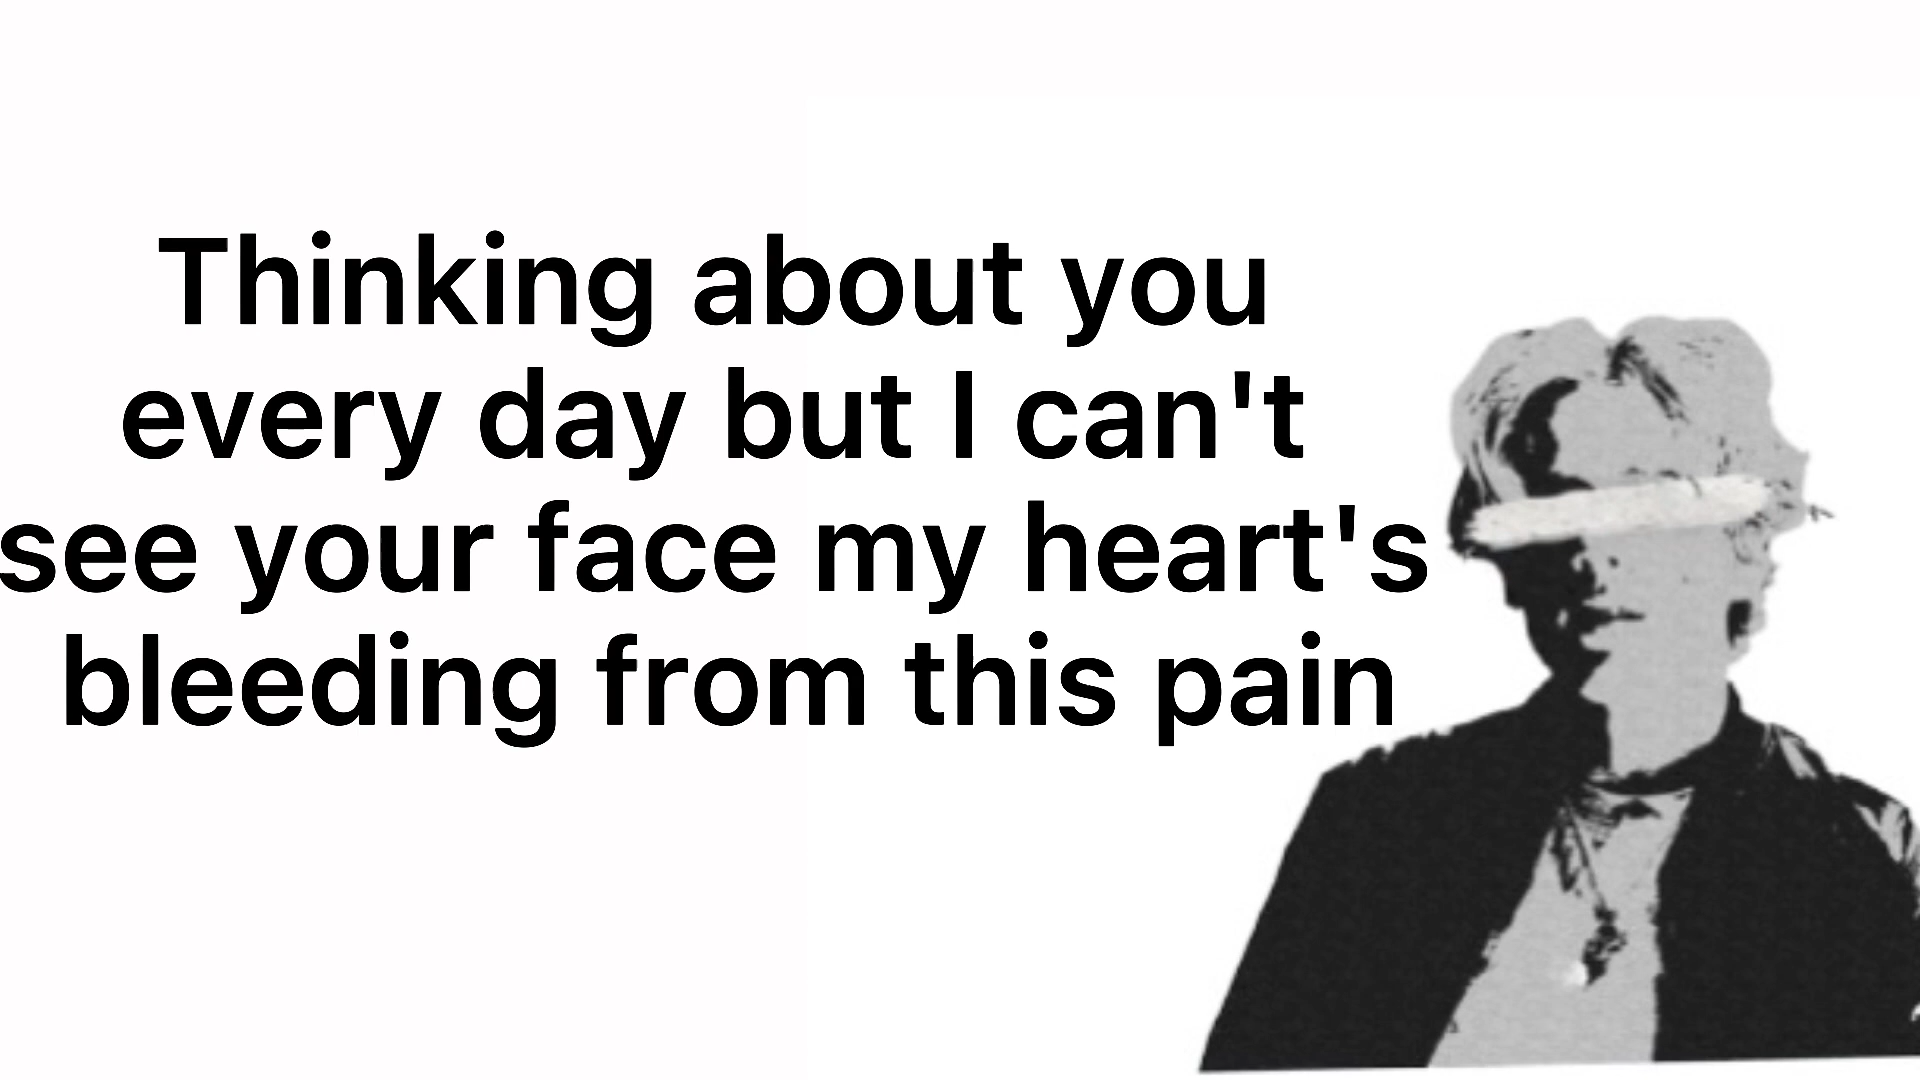 Thinking about you
every day but I can't
see your face my heart's
bleeding from this pain